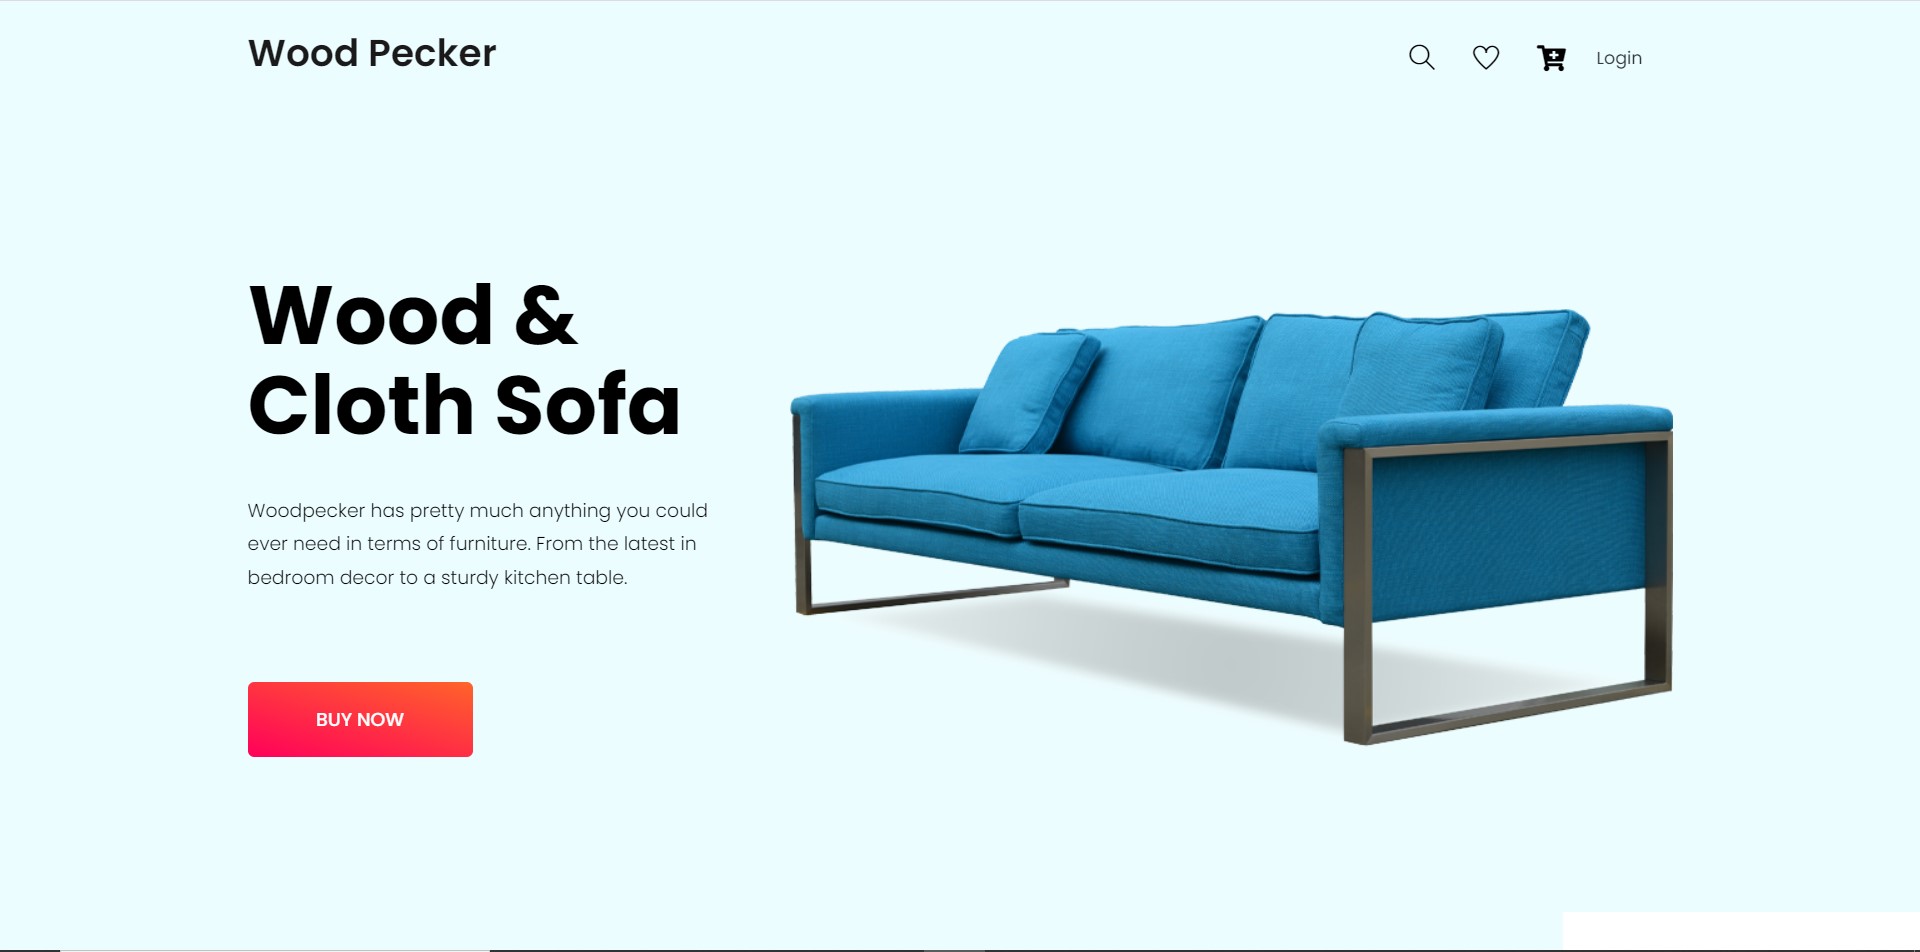 Wood Pecker
Login
Wood &
Cloth Sofa
Woodpecker has pretty much anything you could
ever need in terms of furniture. From the latest in
bedroom decor to a sturdy kitchen table.
BUY NOW